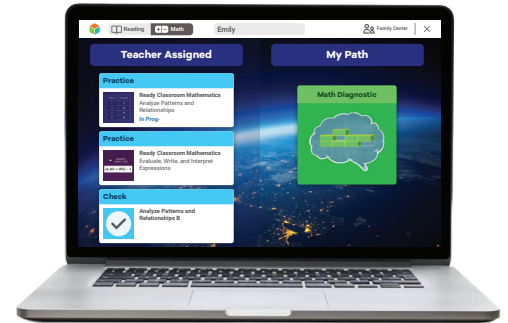 Reading
Math
Emily
Family Center
Teacher Assigned
My Path
Practice
Ready Classroom Mathematics
Analyze Patterns and
Relationships
In Prog-
Math Diagnostic
Practice
Ready Classroom Mathematics
Evaluate, Write, and Interpret
Expressions
Check
Analyze Patterns and
Relationships B